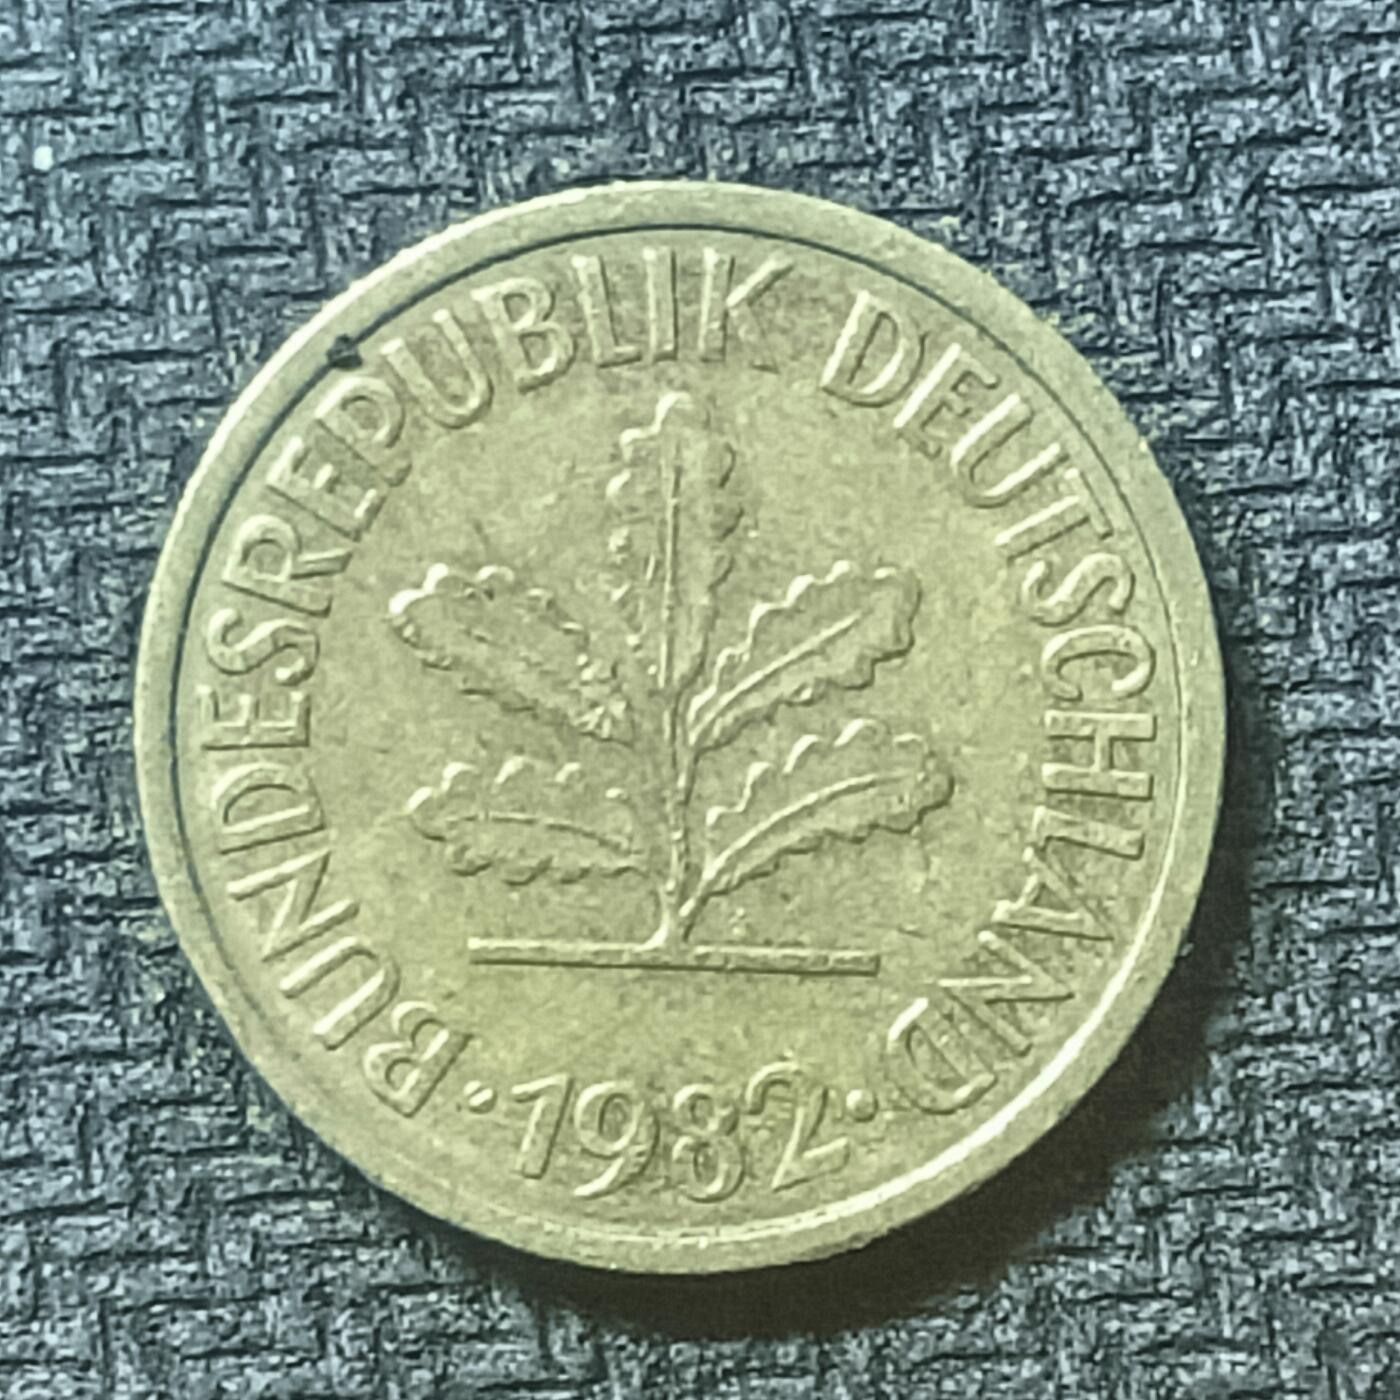 BUNDESREPUBLIK DEUTSCHLAND
· 1982 ·